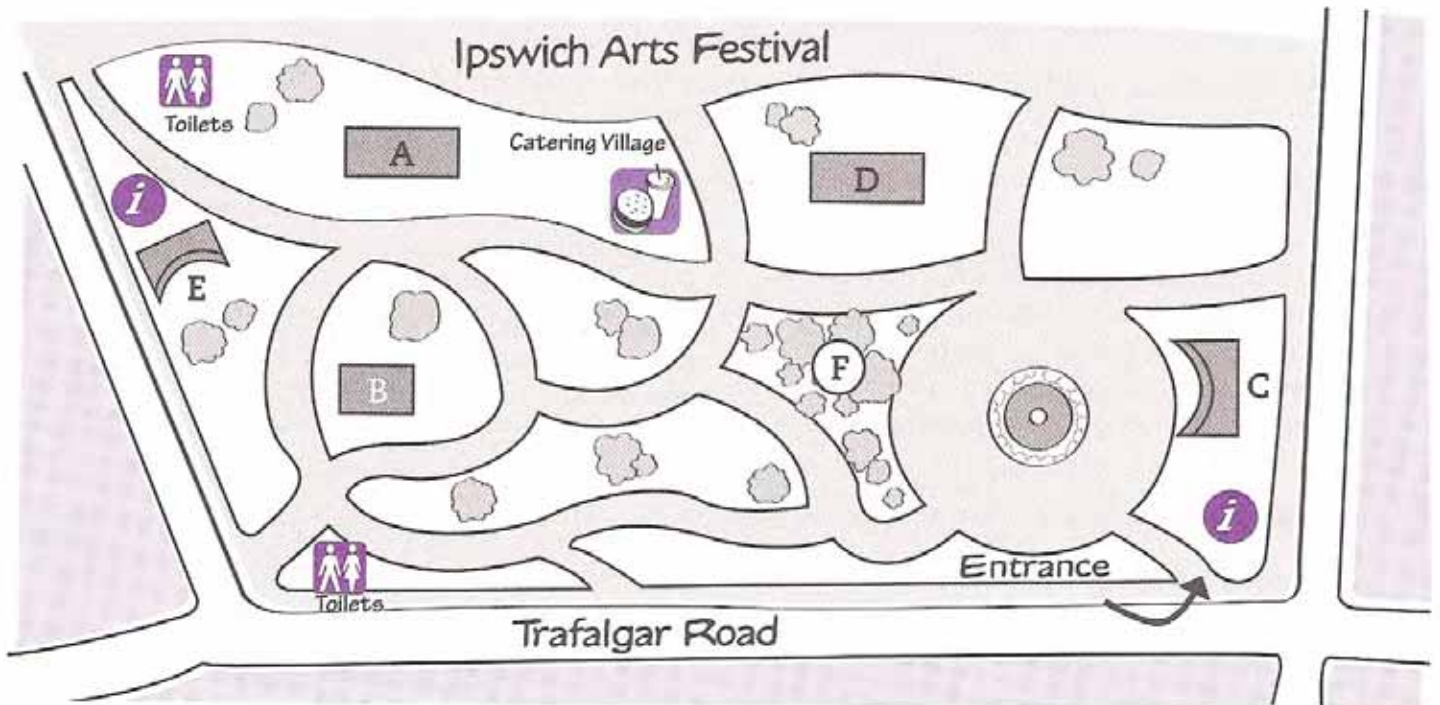 Ipswich Arts Festival
Toilets
A
Catering Village
D
i
E
B
F
C
i
Entrance
Toilets
Trafalgar Road